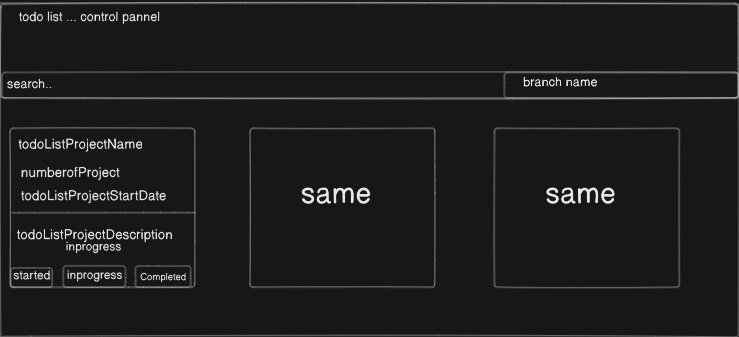 todo list ... control pannel
search..
branch name
todoListProjectName
numberofProject
todoListProjectStartDate
todoListProjectDescription
inprogress
started
inprogress
Completed
same
same